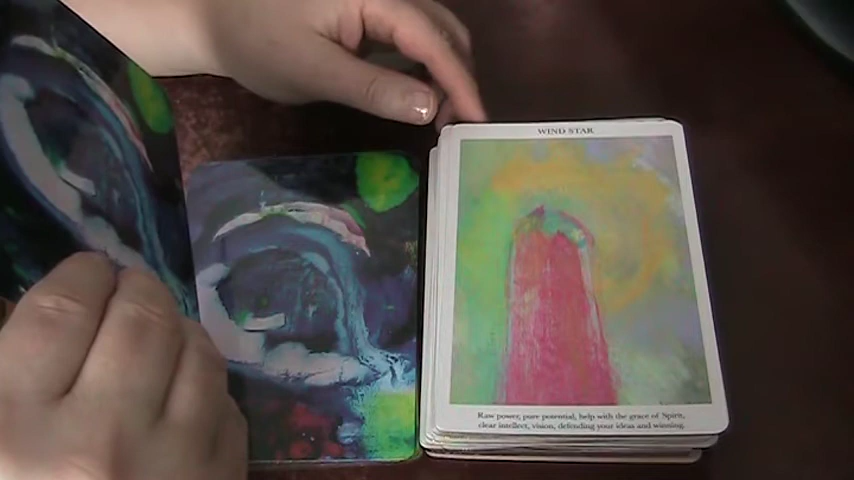 WIND STAR
Raw power, pure potential, help with the grace of Spirit,
clear intellect, vision, defending your ideas and winning.